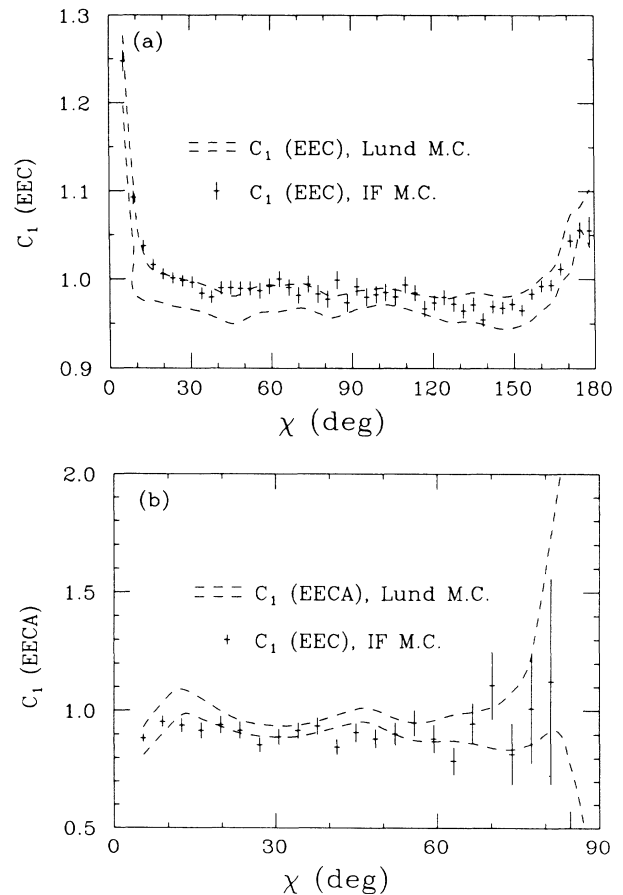 1.3
(a)
1.2
C₁ (EEC), Lund M.C.
C₁ (EEC)
1.1
C₁ (EEC), IF M.C.
1.0
0.9
0 30 60 90 120 150 180
χ (deg)
2.0
(b)
1.5
C₁ (EECA), Lund M.C.
C₁ (EECA)
C₁ (EEC), IF M.C.
1.0
0.5
0 30 60 90
χ (deg)